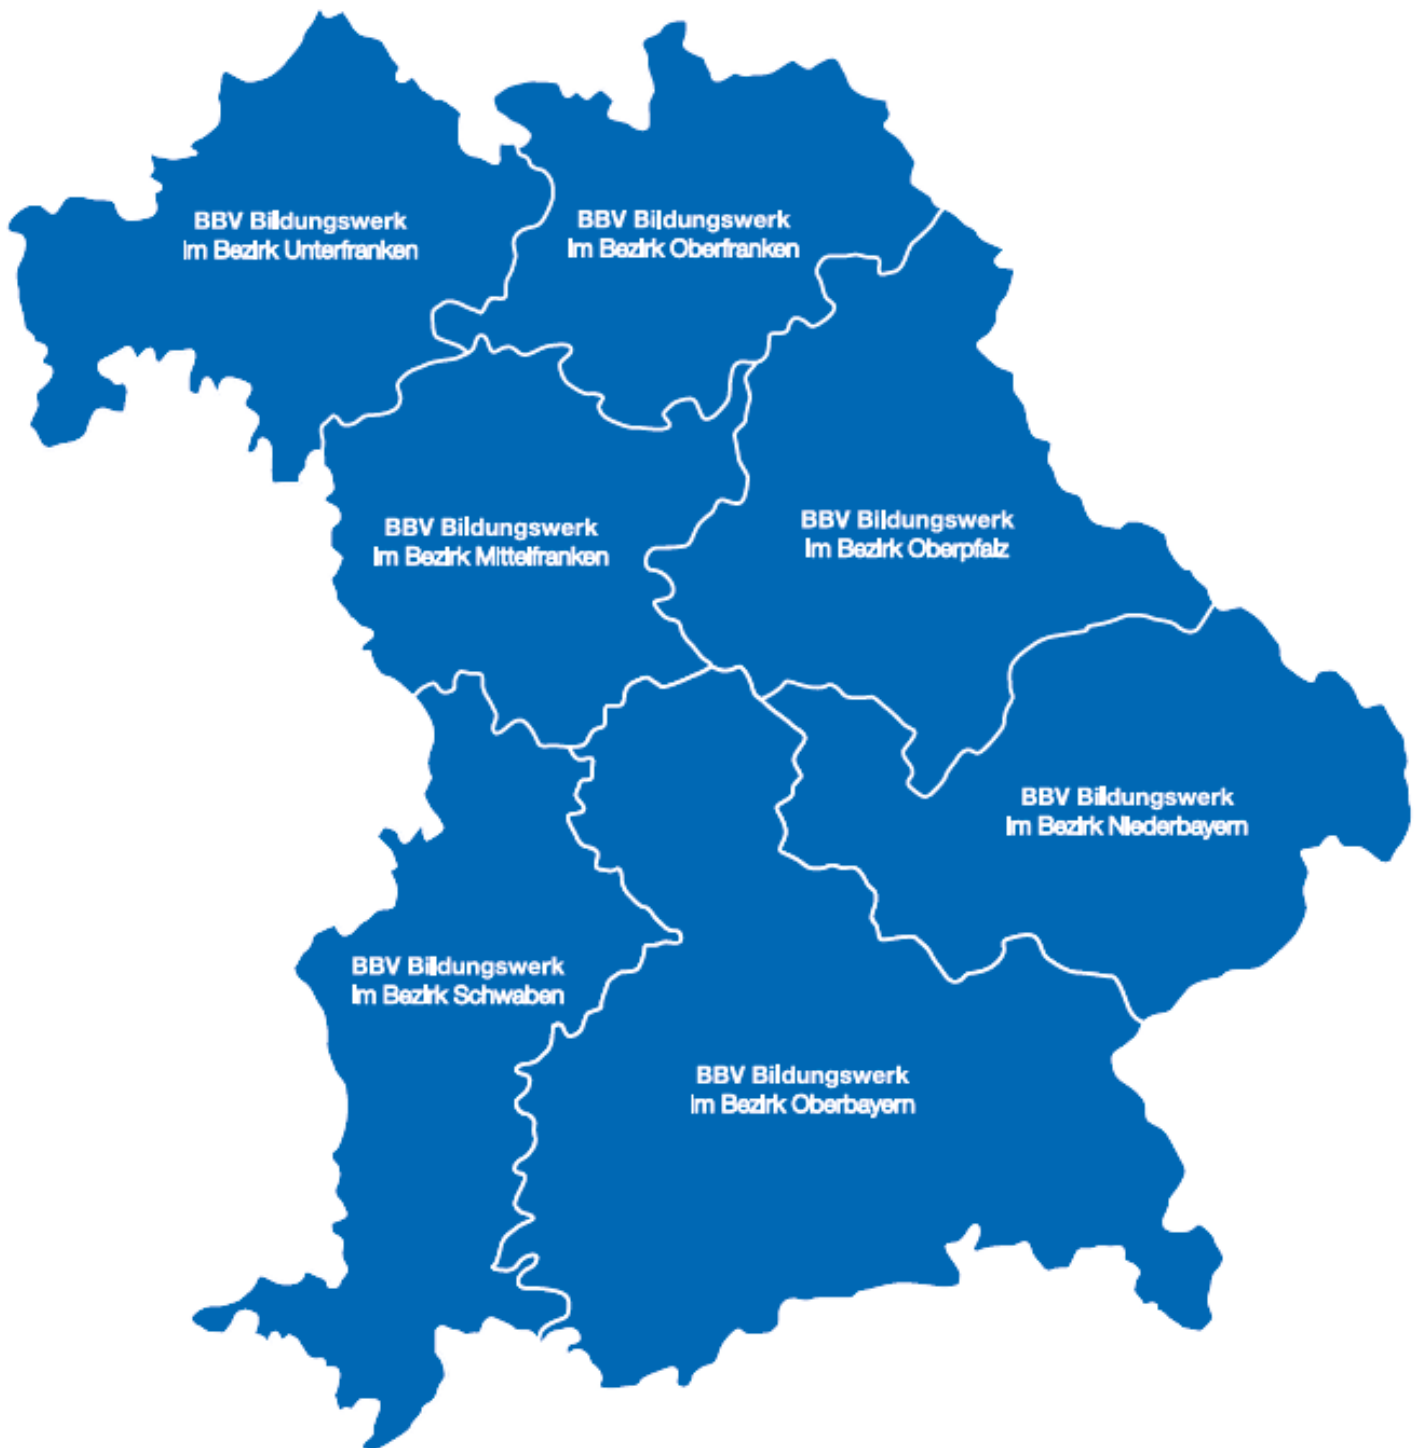 BBV Bildungswerk
im Bezirk Unterfranken
BBV Bildungswerk
im Bezirk Oberfranken
BBV Bildungswerk
im Bezirk Mittelfranken
BBV Bildungswerk
im Bezirk Oberpfalz
BBV Bildungswerk
im Bezirk Niederbayern
BBV Bildungswerk
im Bezirk Schwaben
BBV Bildungswerk
im Bezirk Oberbayern